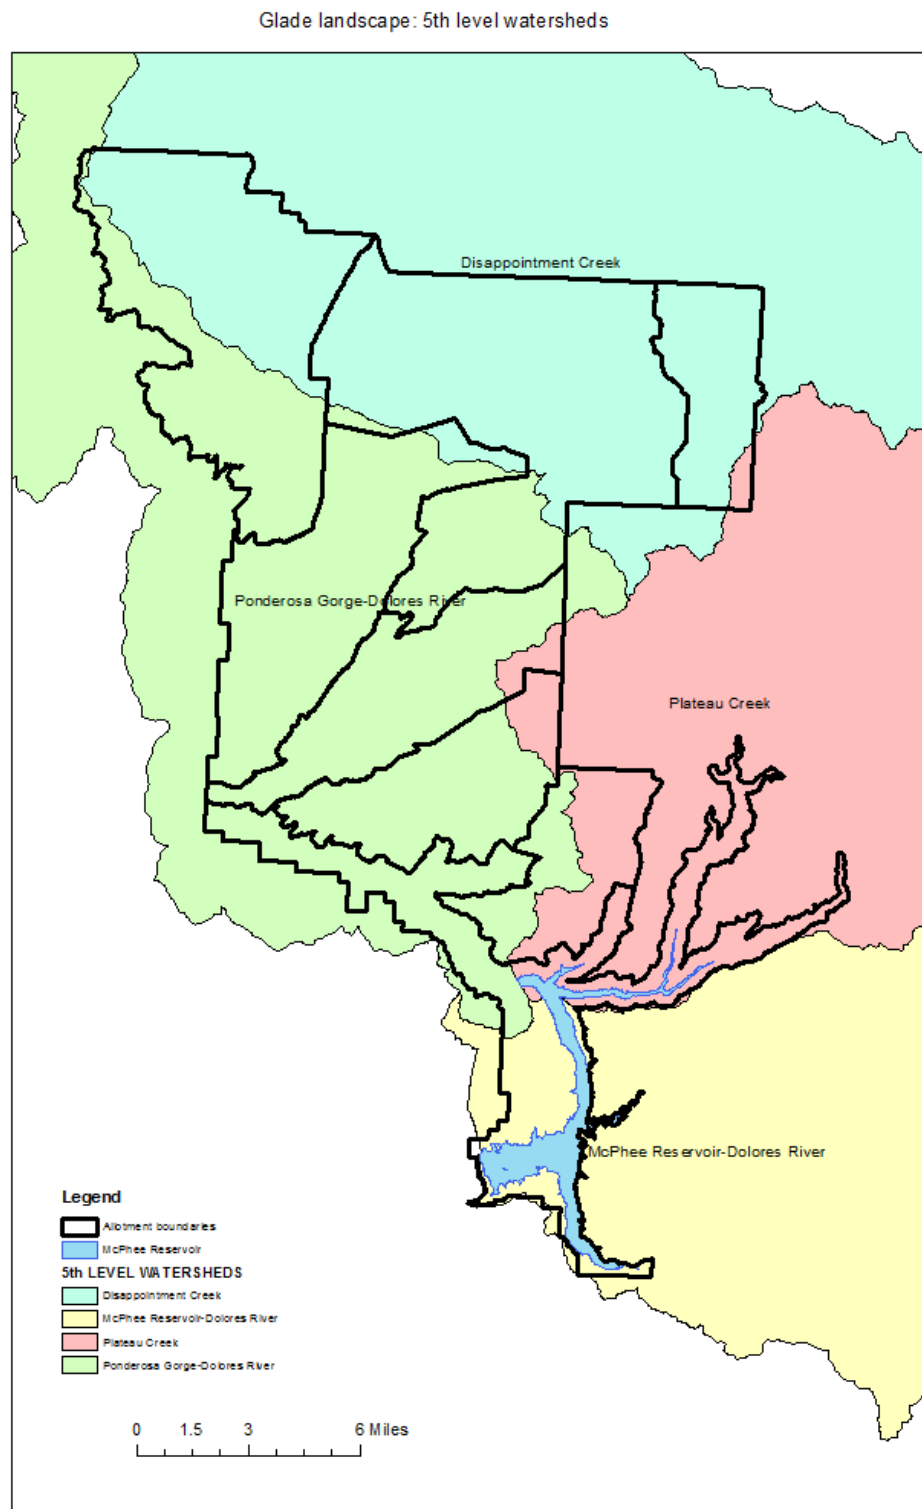 Glade landscape: 5th level watersheds
Disappointment Creek
Ponderosa Gorge-Dolores River
Plateau Creek
McPhee Reservoir-Dolores River
Legend
Allotment boundaries
McPhee Reservoir
5th LEVEL WATERSHEDS
Disappointment Creek
McPhee Reservoir-Dolores River
Plateau Creek
Ponderosa Gorge-Dolores River
0 1.5 3 6 Miles